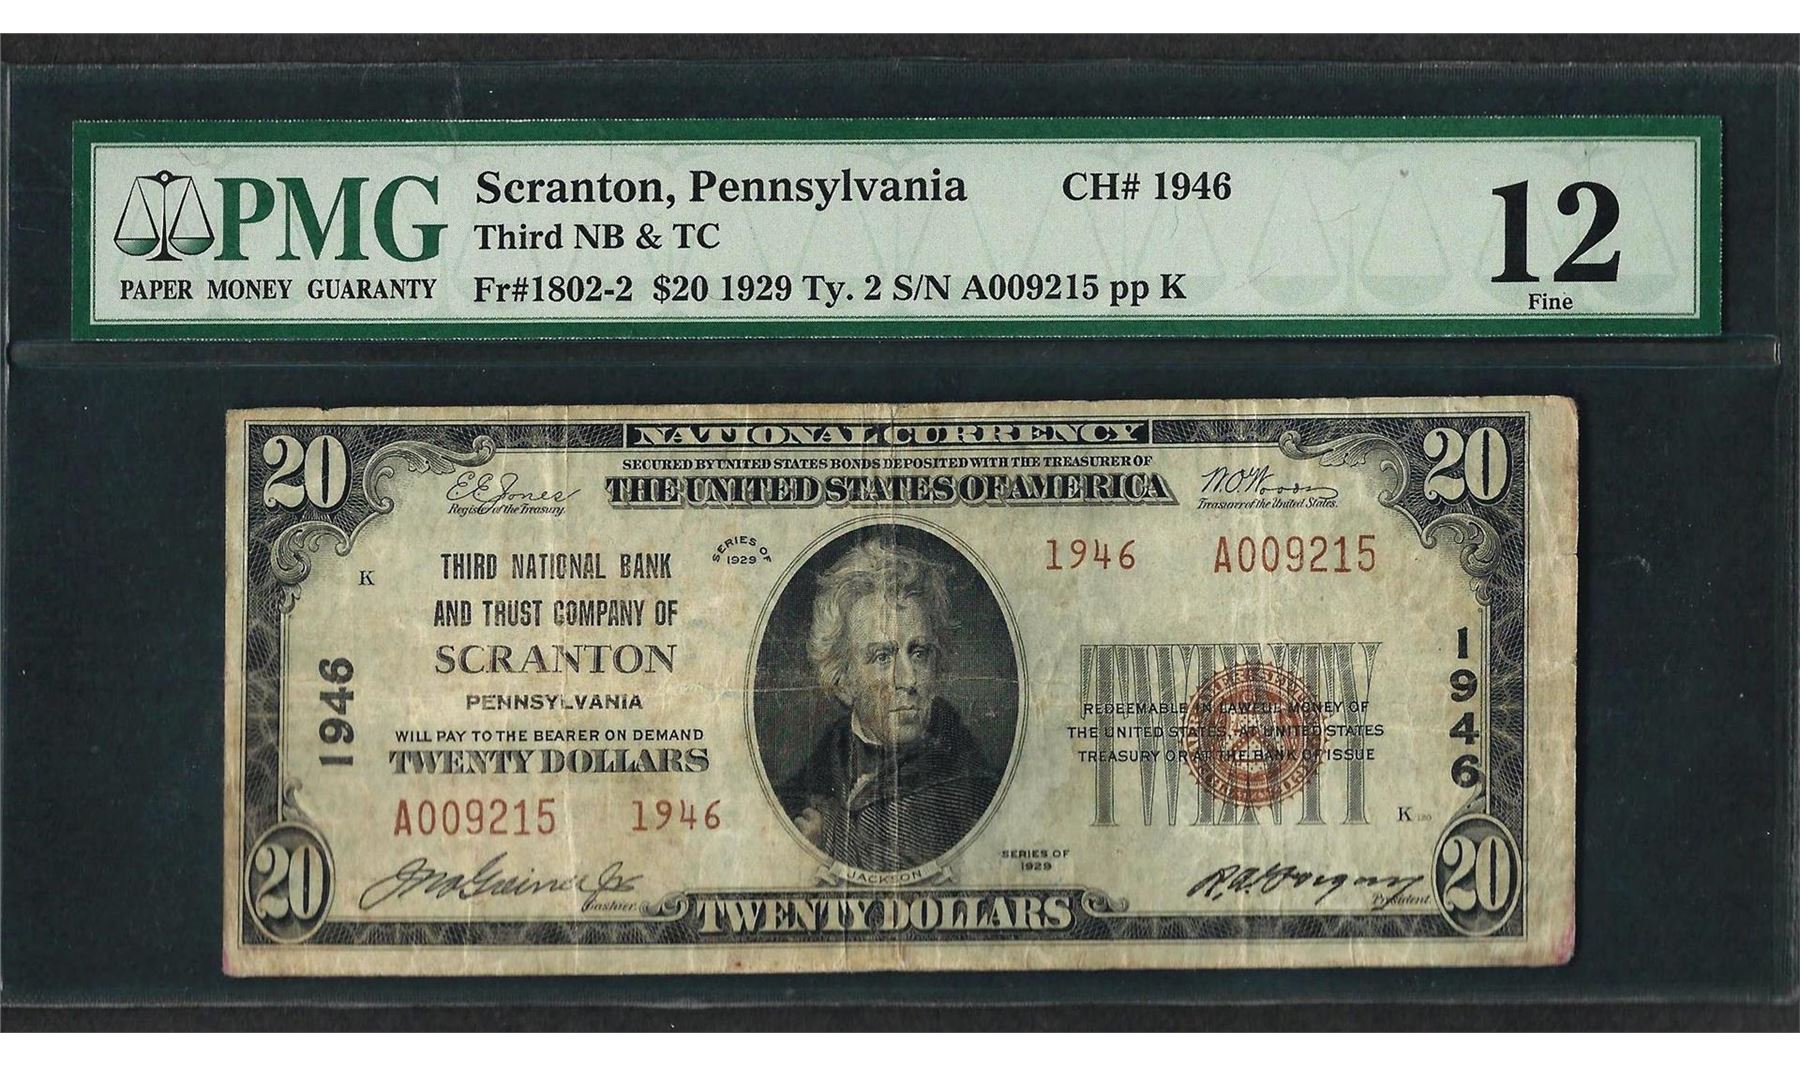 PMG
PAPER MONEY GUARANTY
Scranton, Pennsylvania CH# 1946
Third NB & TC
Fr#1802-2 $20 1929 Ty. 2 S/N A009215 pp K
12
Fine
NATIONAL CURRENCY
SECURED BY UNITED STATES BONDS DEPOSITED WITH THE TREASURER OF
THE UNITED STATES OF AMERICA
20
20
E E Jones
Register of the Treasury.
W. O. Woods
Treasurer of the United States.
SERIES OF
1929
1946 A009215
K
THIRD NATIONAL BANK
AND TRUST COMPANY OF
SCRANTON
PENNSYLVANIA
WILL PAY TO THE BEARER ON DEMAND
TWENTY DOLLARS
A009215 1946
1946
1946
TWENTY
REDEEMABLE IN LAWFUL MONEY OF
THE UNITED STATES, AT UNITED STATES
TREASURY OR AT THE BANK OF ISSUE
K 120
SERIES OF
1929
JACKSON
Cashier.
President.
20
TWENTY DOLLARS
20